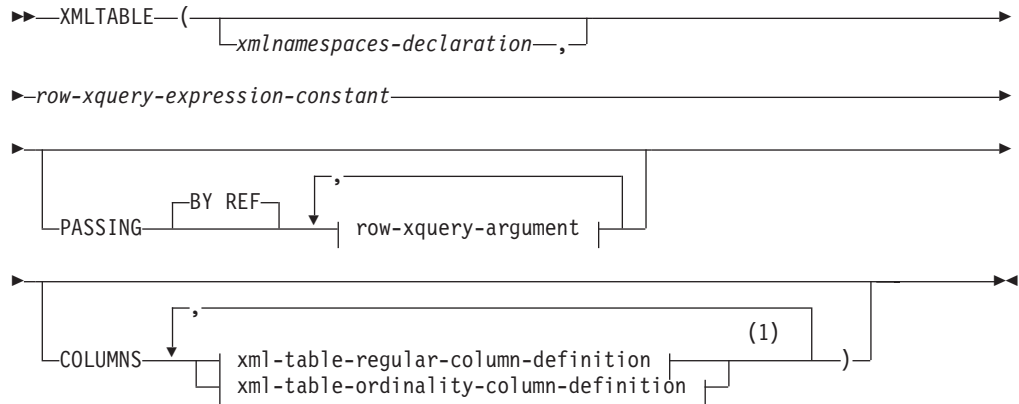 XMLTABLE (
xmlnamespaces-declaration ,
row-xquery-expression-constant
,
BY REF
PASSING row-xquery-argument
,
(1)
COLUMNS xml-table-regular-column-definition )
xml-table-ordinality-column-definition